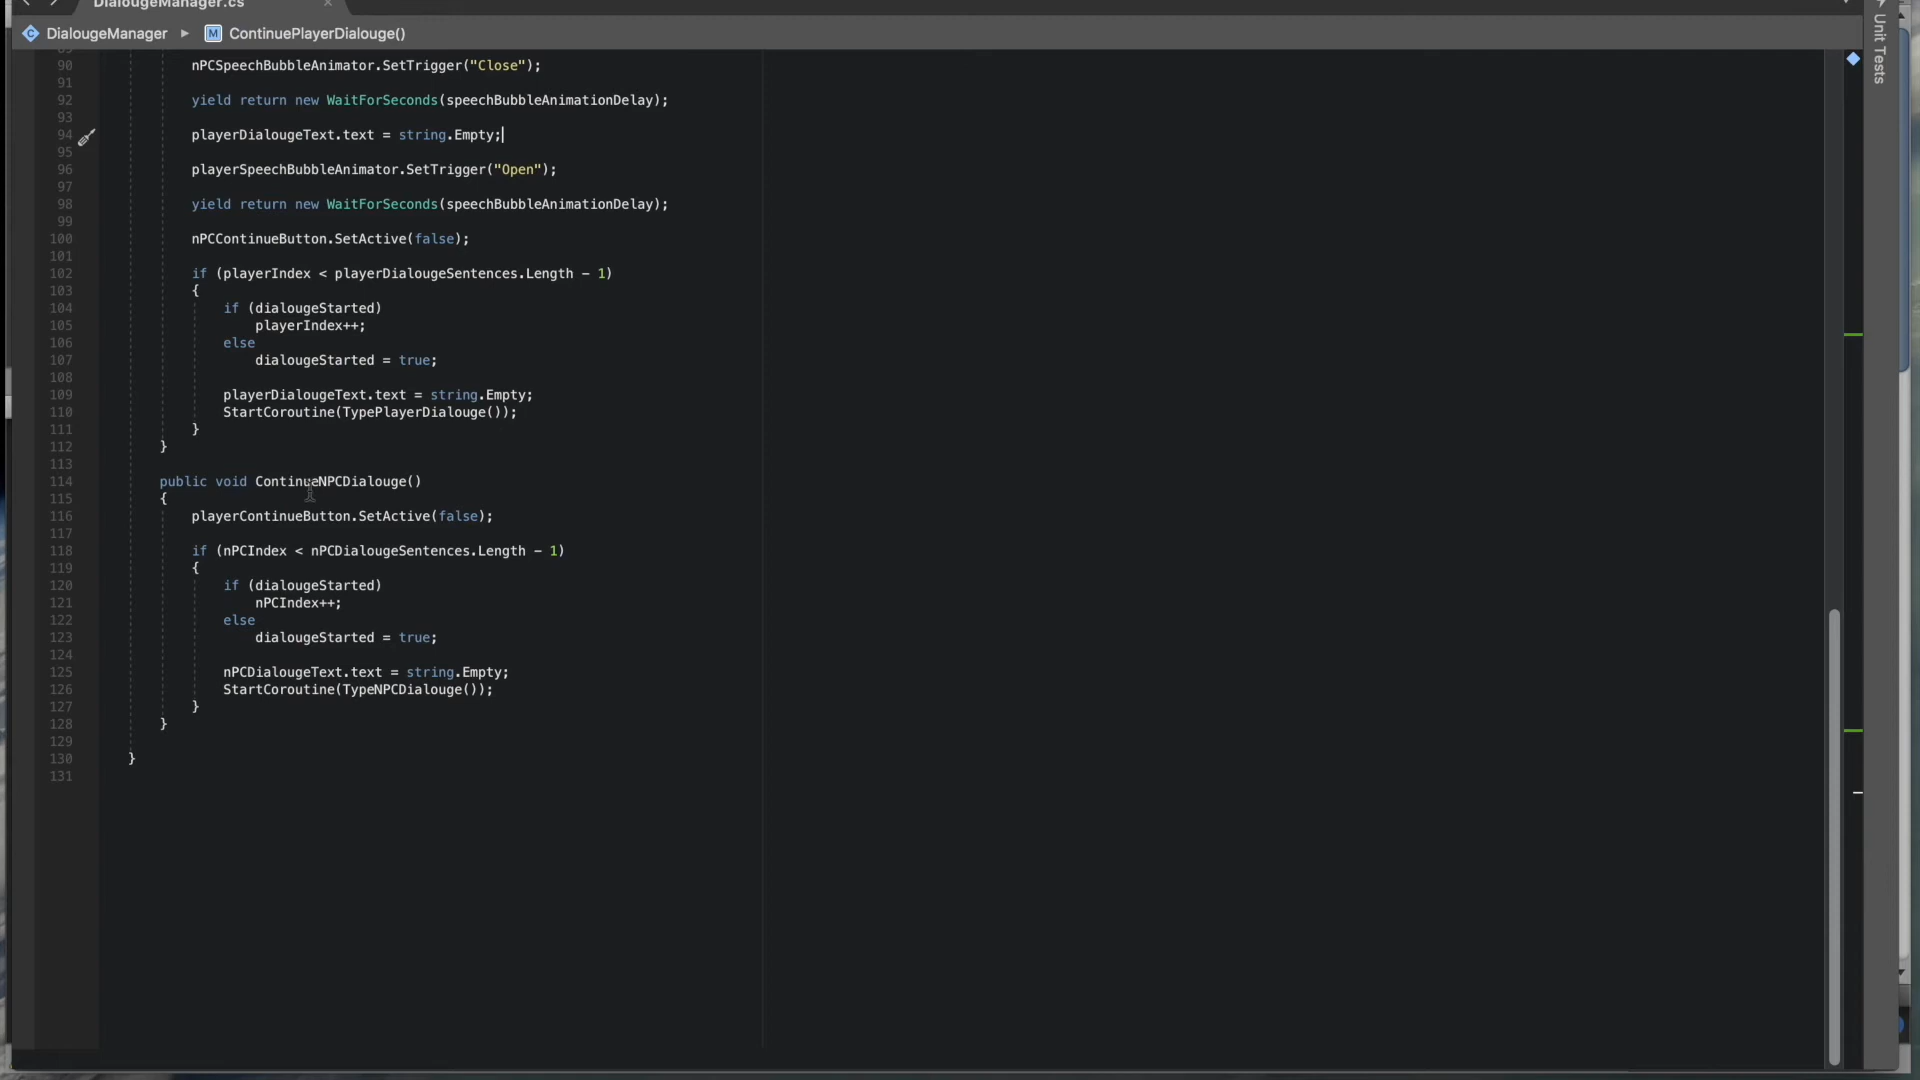 DialougeManager.cs ×
DialougeManager ▸ M ContinuePlayerDialouge()
Unit Tests
89
90 nPCSpeechBubbleAnimator.SetTrigger("Close");
91
92 yield return new WaitForSeconds(speechBubbleAnimationDelay);
93
94 playerDialougeText.text = string.Empty;
95
96 playerSpeechBubbleAnimator.SetTrigger("Open");
97
98 yield return new WaitForSeconds(speechBubbleAnimationDelay);
99
100 nPCContinueButton.SetActive(false);
101
102 if (playerIndex < playerDialougeSentences.Length - 1)
103 {
104 if (dialougeStarted)
105 playerIndex++;
106 else
107 dialougeStarted = true;
108
109 playerDialougeText.text = string.Empty;
110 StartCoroutine(TypePlayerDialouge());
111 }
112 }
113
114 public void ContinueNPCDialouge()
115 {
116 playerContinueButton.SetActive(false);
117
118 if (nPCIndex < nPCDialougeSentences.Length - 1)
119 {
120 if (dialougeStarted)
121 nPCIndex++;
122 else
123 dialougeStarted = true;
124
125 nPCDialougeText.text = string.Empty;
126 StartCoroutine(TypeNPCDialouge());
127 }
128 }
129
130 }
131